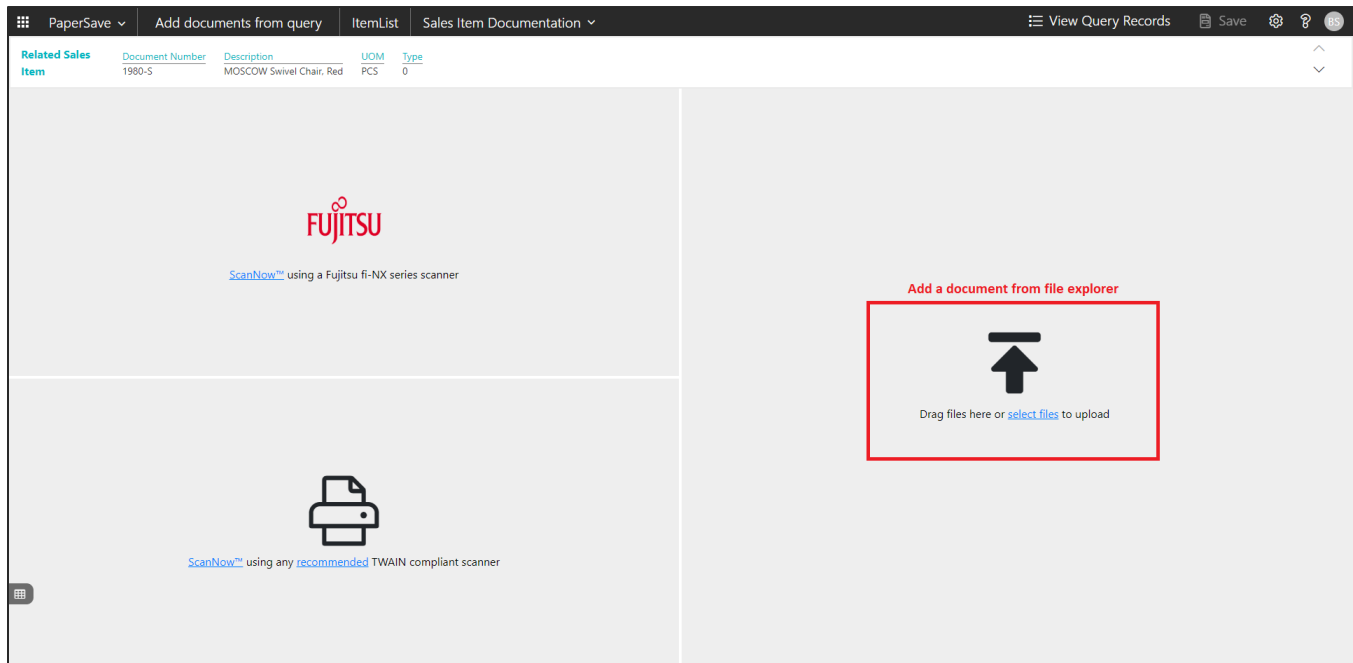 PaperSave Add documents from query ItemList Sales Item Documentation View Query Records Save ? BS
Related Sales Item
Document Number Description UOM Type
1980-S MOSCOW Swivel Chair, Red PCS 0
FUJITSU
ScanNow™ using a Fujitsu fi-NX series scanner
Add a document from file explorer
Drag files here or select files to upload
ScanNow™ using any recommended TWAIN compliant scanner